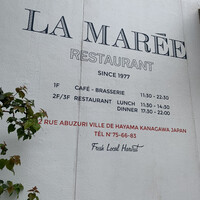 LA MARÉE
RESTAURANT
SINCE 1977
1F CAFÉ - BRASSERIE 11:30 - 22:30
2F/3F RESTAURANT LUNCH 11:30 - 14:30
DINNER 17:30 - 22:00
RUE ABUZURI VILLE DE HAYAMA KANAGAWA JAPAN
TÉL N°75-66-83
Fresh Local Harvest